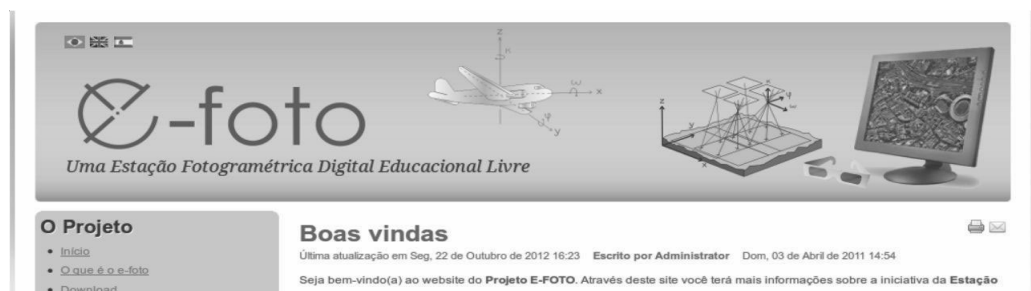 e-foto
Uma Estação Fotogramétrica Digital Educacional Livre
O Projeto
Início
O que é o e-foto
Download
Boas vindas
Última atualização em Seg, 22 de Outubro de 2012 16:23 Escrito por Administrator Dom, 03 de Abril de 2011 14:54
Seja bem-vindo(a) ao website do Projeto E-FOTO. Através deste site você terá mais informações sobre a iniciativa da Estação